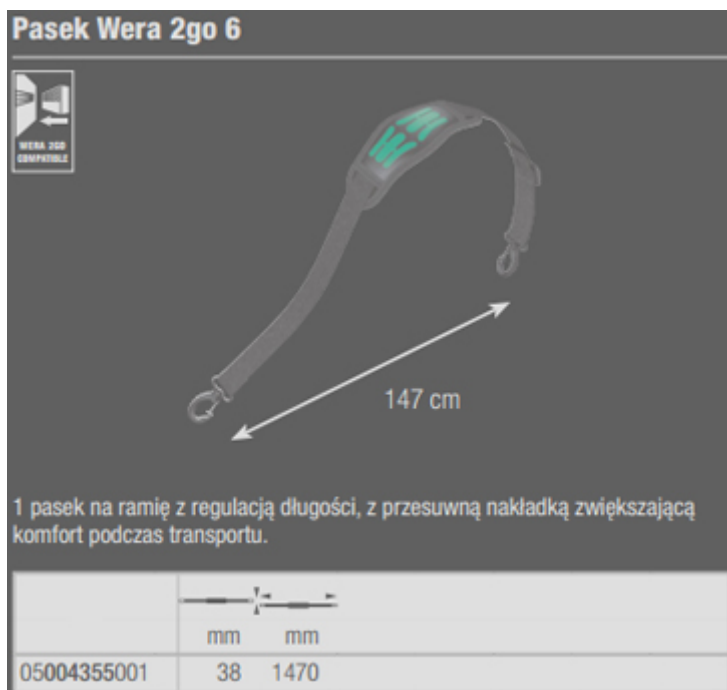 Pasek Wera 2go 6
WERA 2GO
COMPATIBLE
147 cm
1 pasek na ramię z regulacją długości, z przesuwną nakładką zwiększającą
komfort podczas transportu.
mm mm
05004355001 38 1470